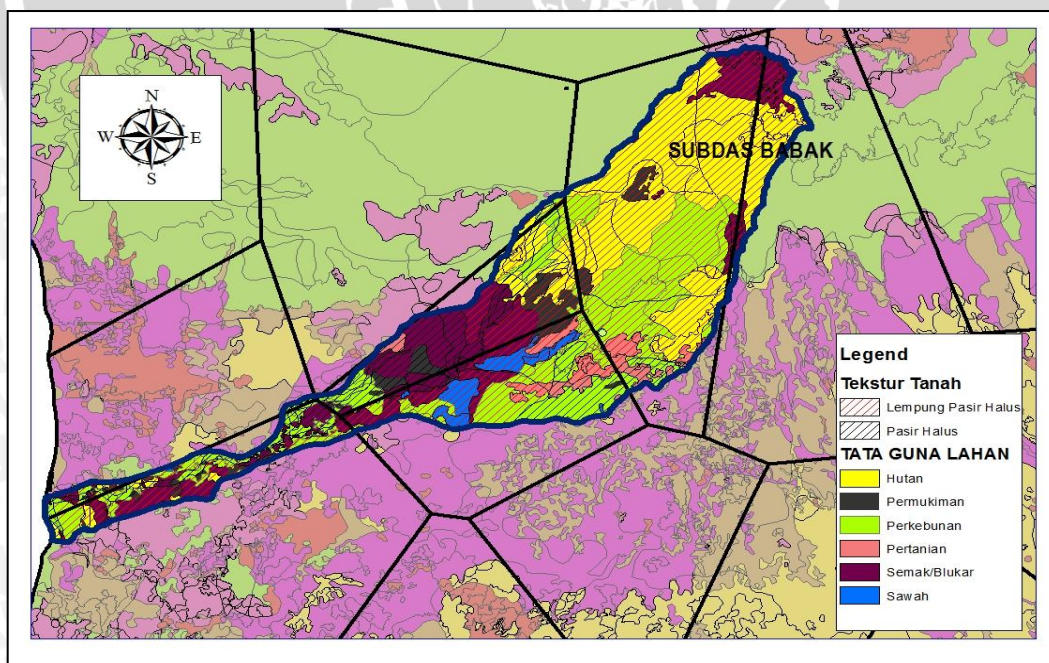 N
W E
S
SUBDAS BABAK
Legend
Tekstur Tanah
Lempung Pasir Halus
Pasir Halus
TATA GUNA LAHAN
Hutan
Permukiman
Perkebunan
Pertanian
Semak/Blukar
Sawah